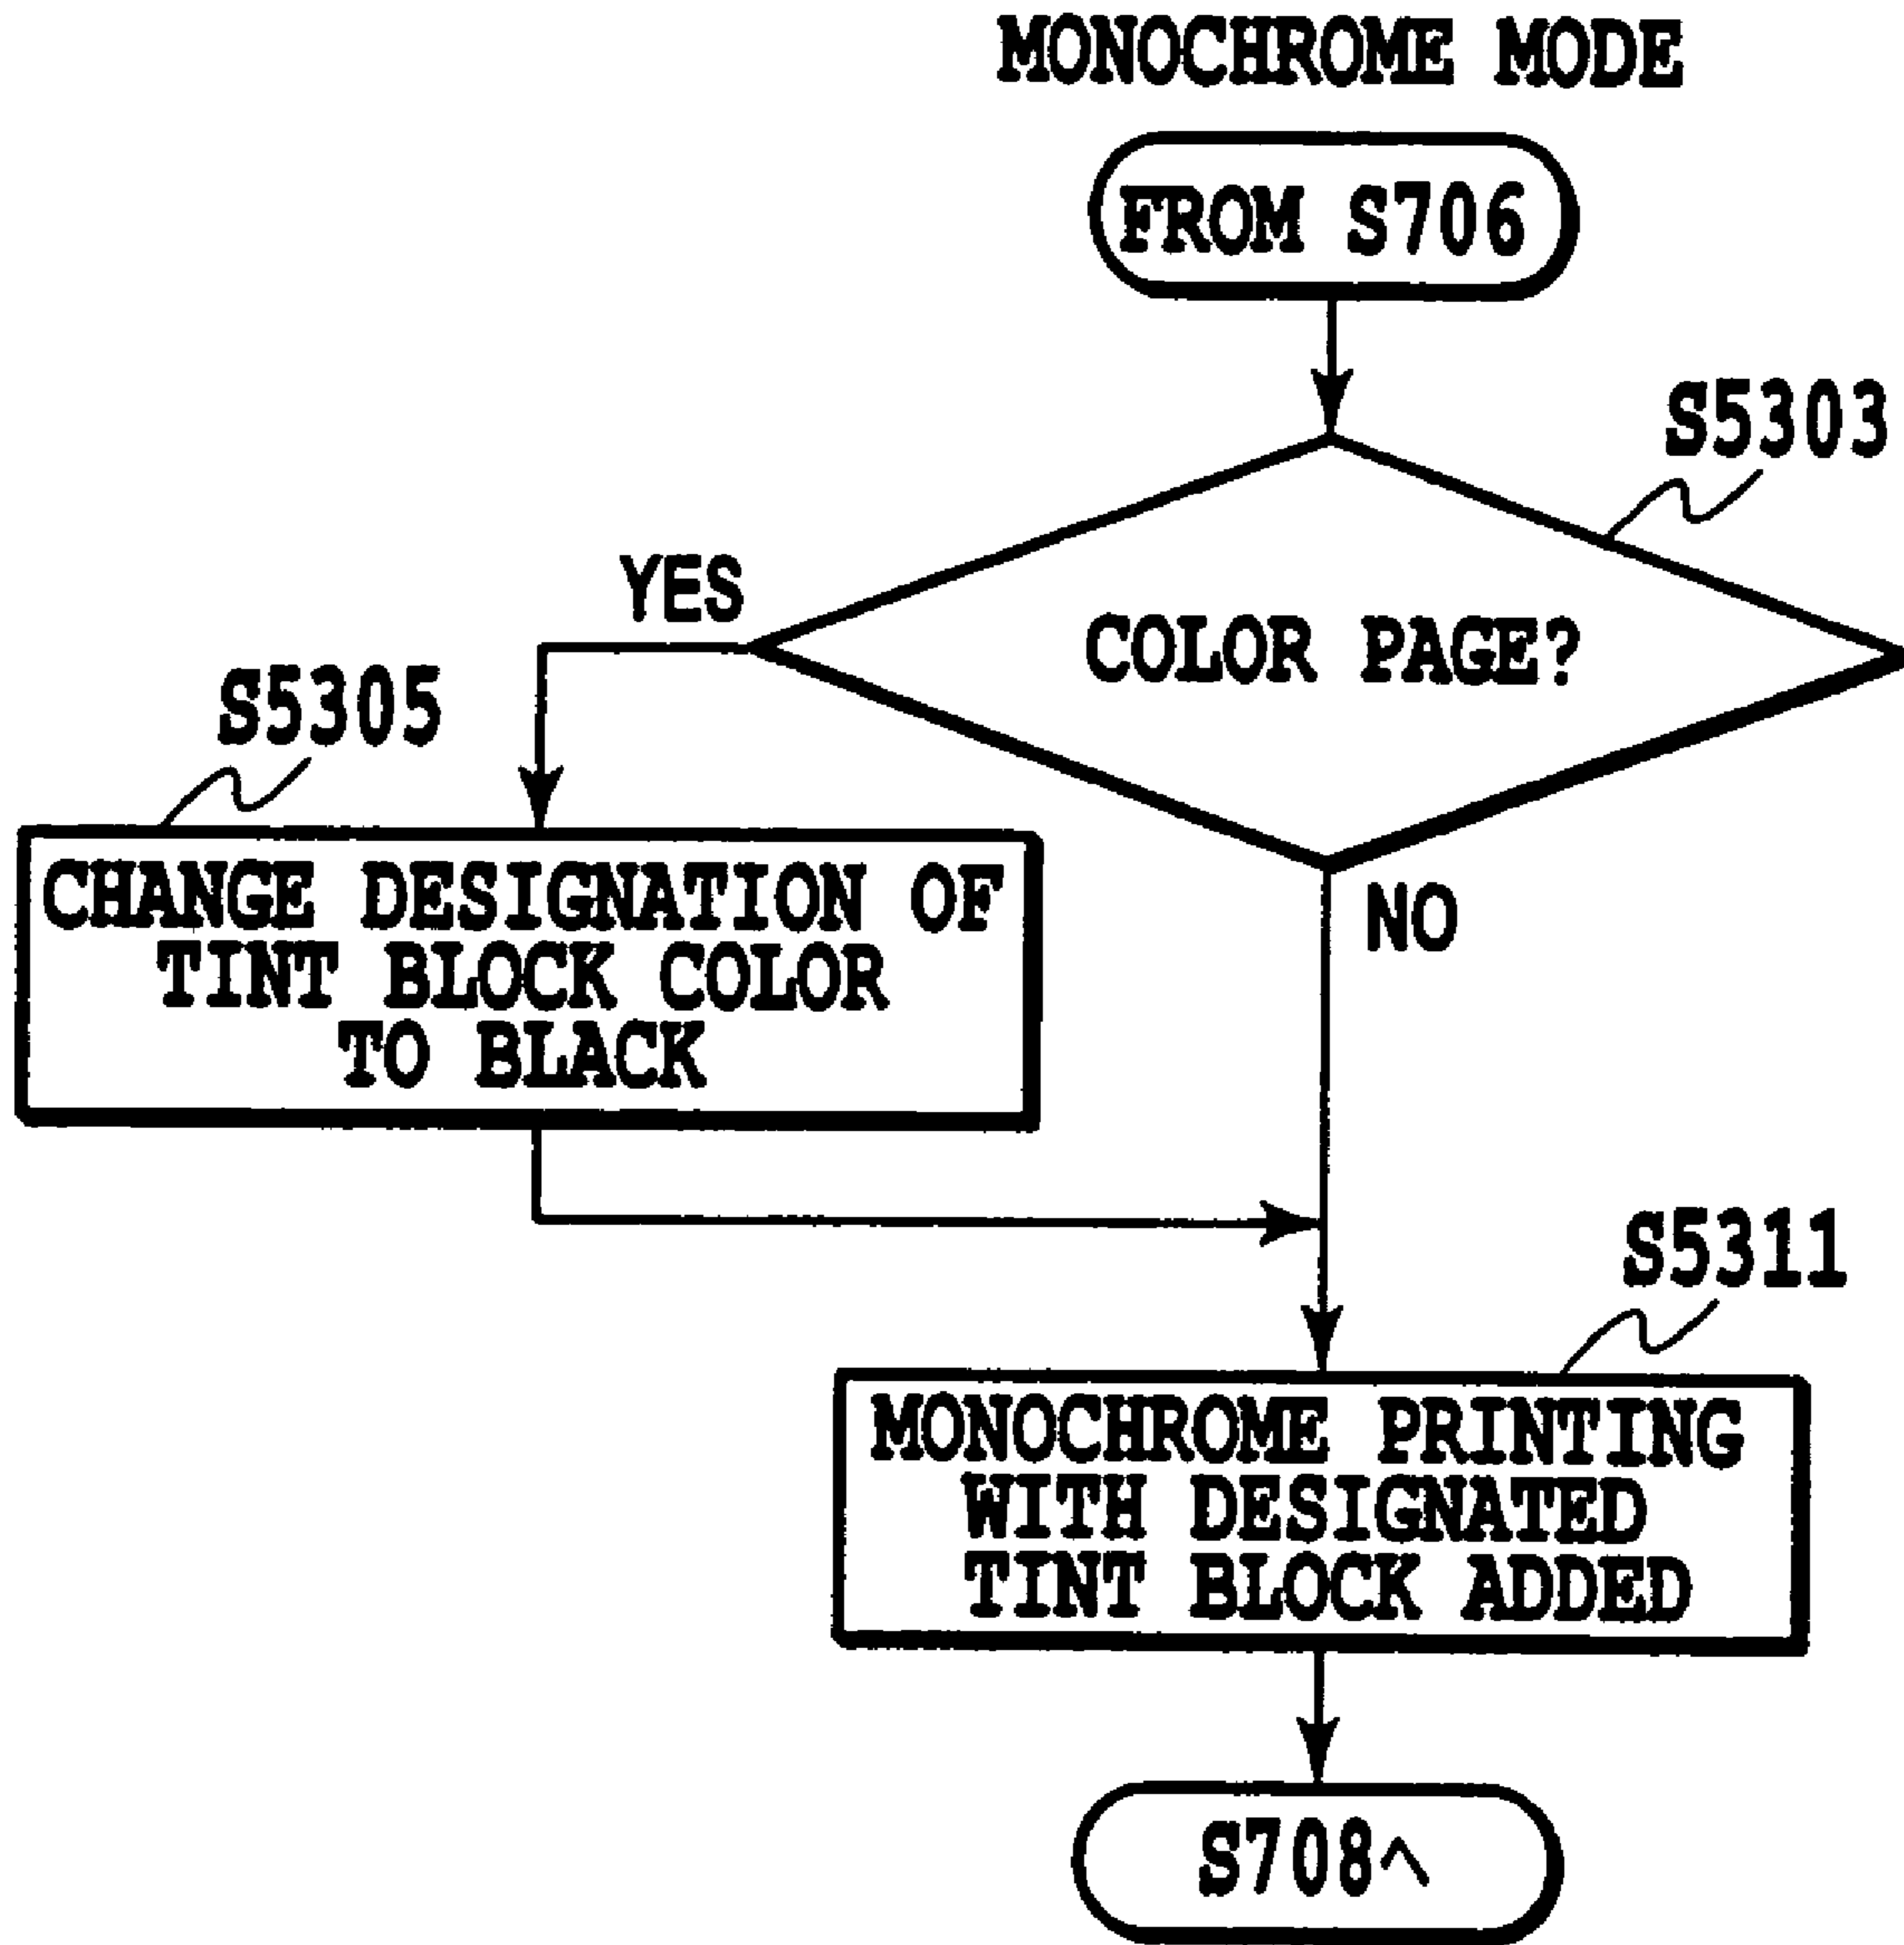 MONOCHROME MODE
FROM S706
S5303
COLOR PAGE?
YES
S5305
CHANGE DESIGNATION OF
TINT BLOCK COLOR
TO BLACK
NO
S5311
MONOCHROME PRINTING
WITH DESIGNATED
TINT BLOCK ADDED
S708へ